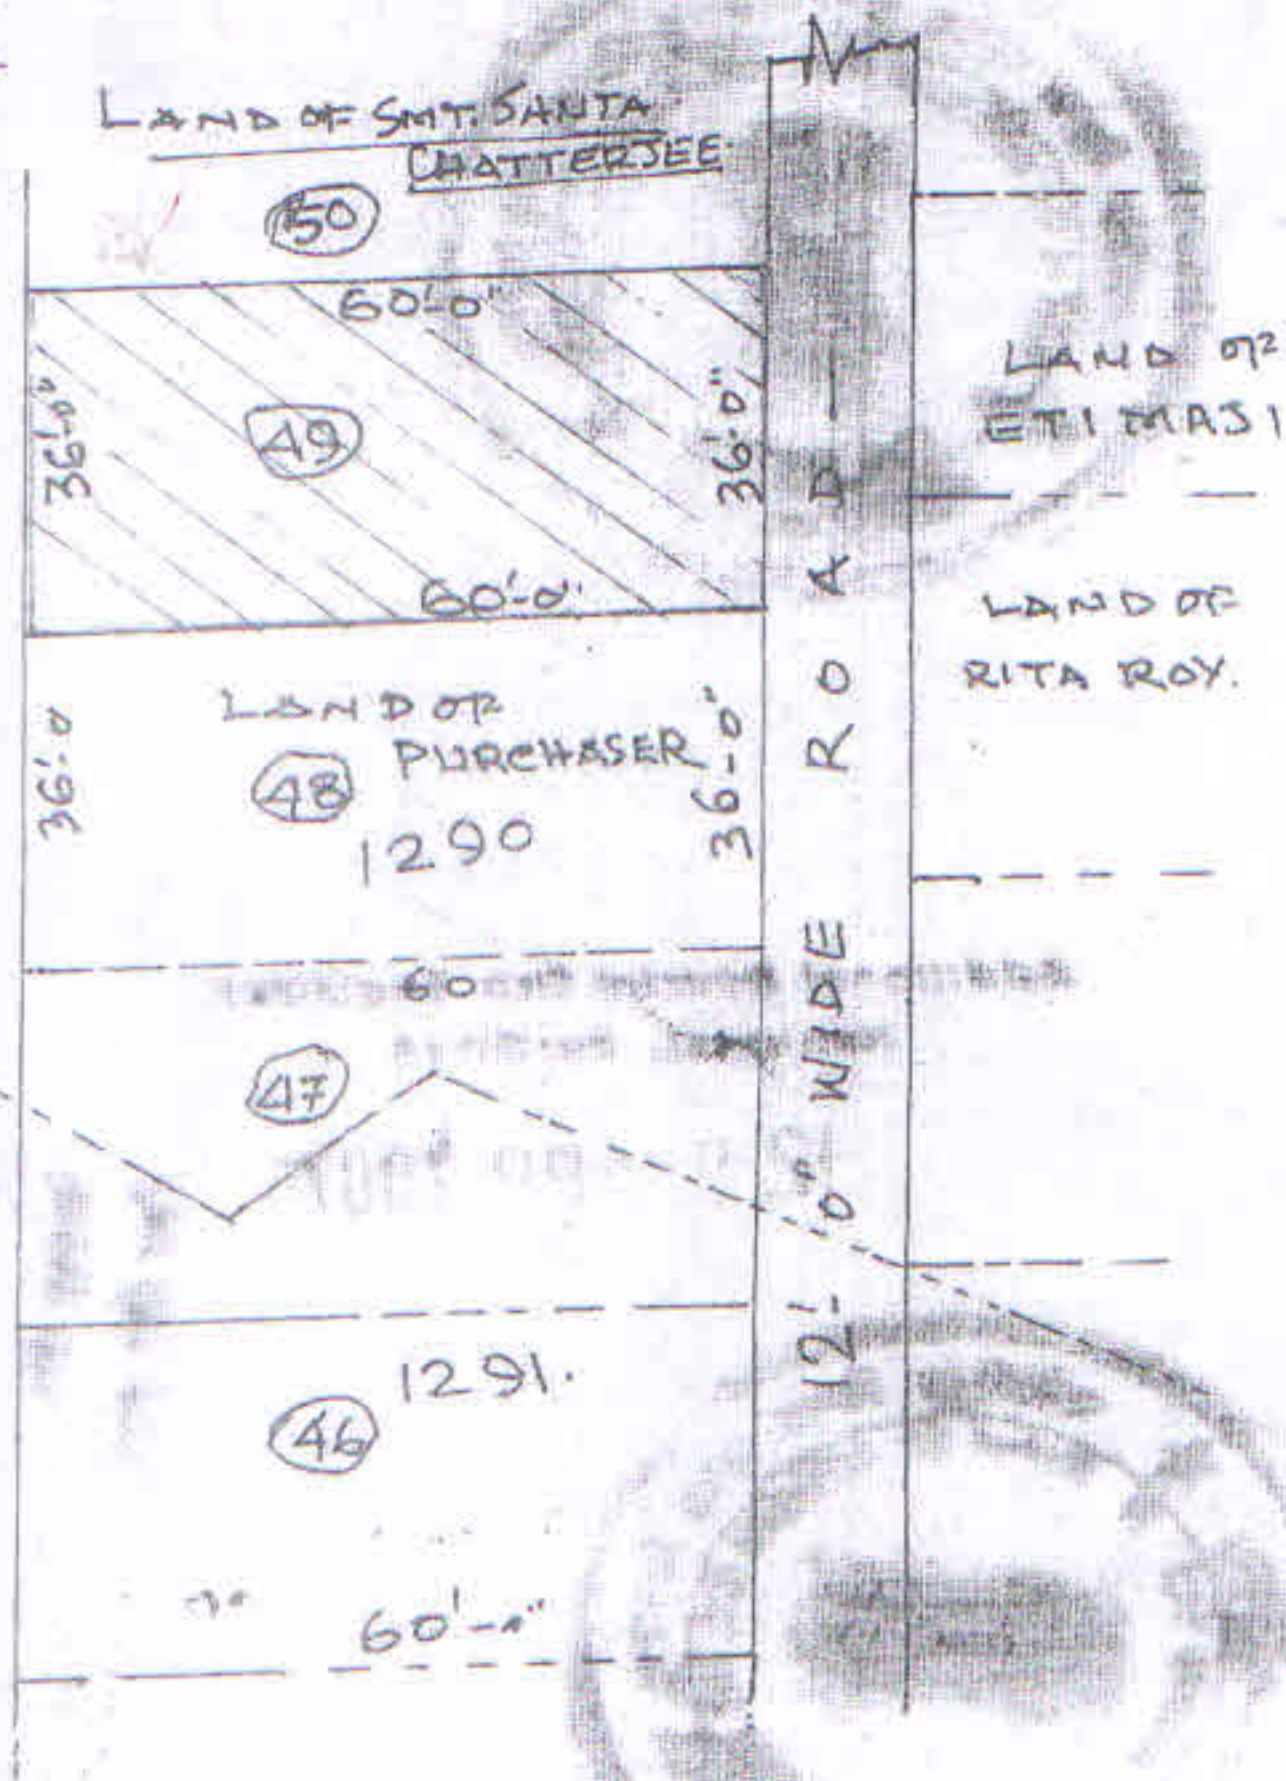 LAND OF SMT. SANTA
CHATTERJEE
50
60'-0"
36'-0"
49
36'-0"
60'-0"
LAND OF
ETI MAJI
LAND OF
PURCHASER
48
1290
36'-0
36'-0"
LAND OF
RITA ROY.
60
47
1291.
46
60'-0"
12'-0" WIDE ROAD